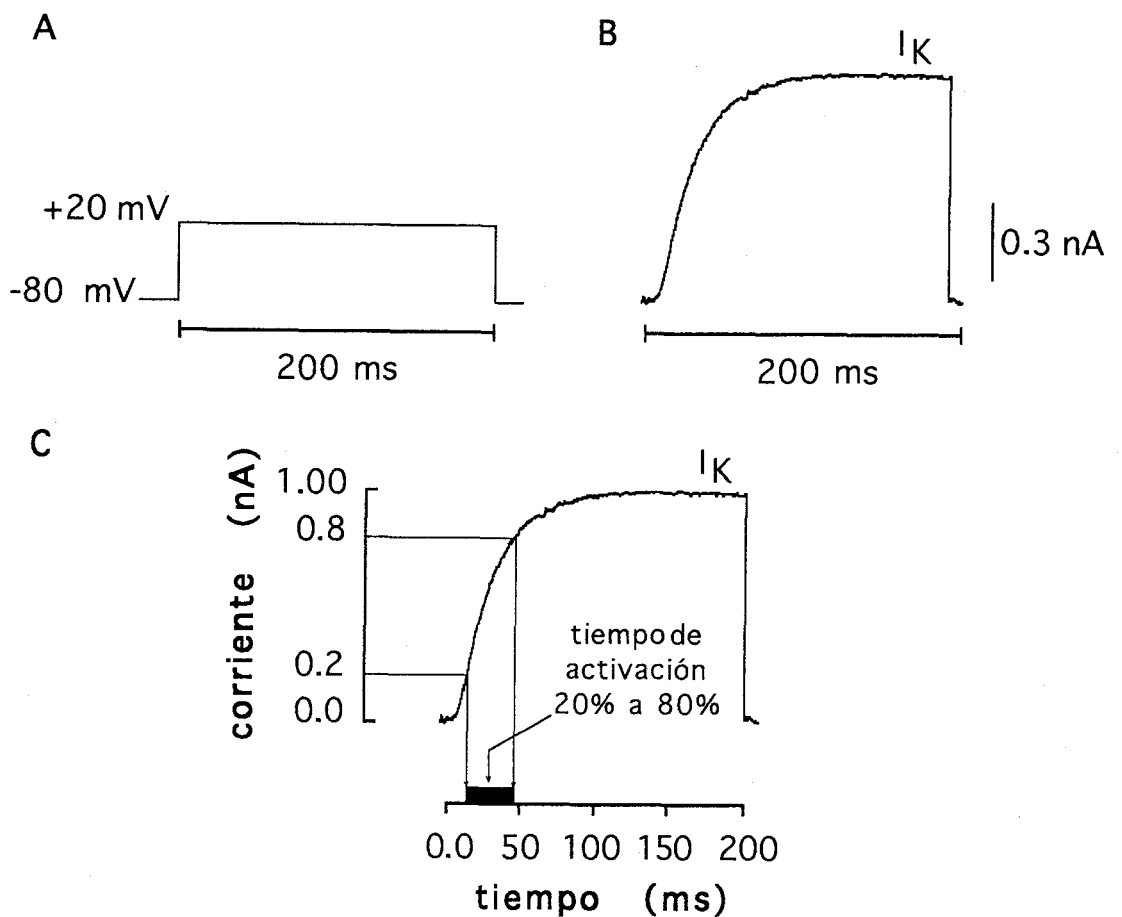 A
+20 mV
-80 mV
200 ms
B
IK
0.3 nA
200 ms
C
corriente (nA)
1.00
0.8
0.2
0.0
IK
tiempo de
activación
20% a 80%
0.0 50 100 150 200
tiempo (ms)